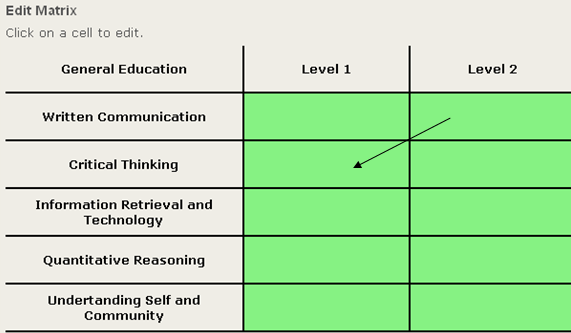 Edit Matrix
Click on a cell to edit.
General Education Level 1 Level 2
Written Communication
Critical Thinking
Information Retrieval and
Technology
Quantitative Reasoning
Undertanding Self and
Community